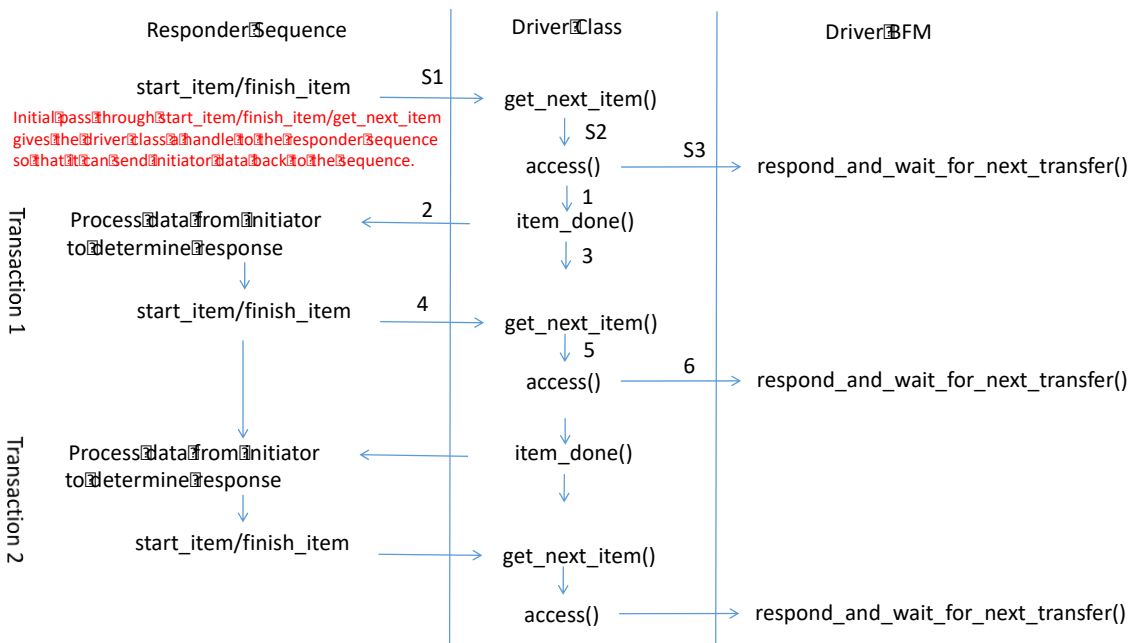 Responder Sequence
Driver Class
Driver BFM
start_item/finish_item
S1
get_next_item()
Initial pass through start_item/finish_item/get_next_item
gives the driver class a handle to the responder sequence
so that it can send initiator data back to the sequence.
S2
access()
S3
respond_and_wait_for_next_transfer()
1
Transaction 1
Process data from initiator
to determine response
2
item_done()
3
start_item/finish_item
4
get_next_item()
5
access()
6
respond_and_wait_for_next_transfer()
Transaction 2
Process data from initiator
to determine response
item_done()
start_item/finish_item
get_next_item()
access()
respond_and_wait_for_next_transfer()